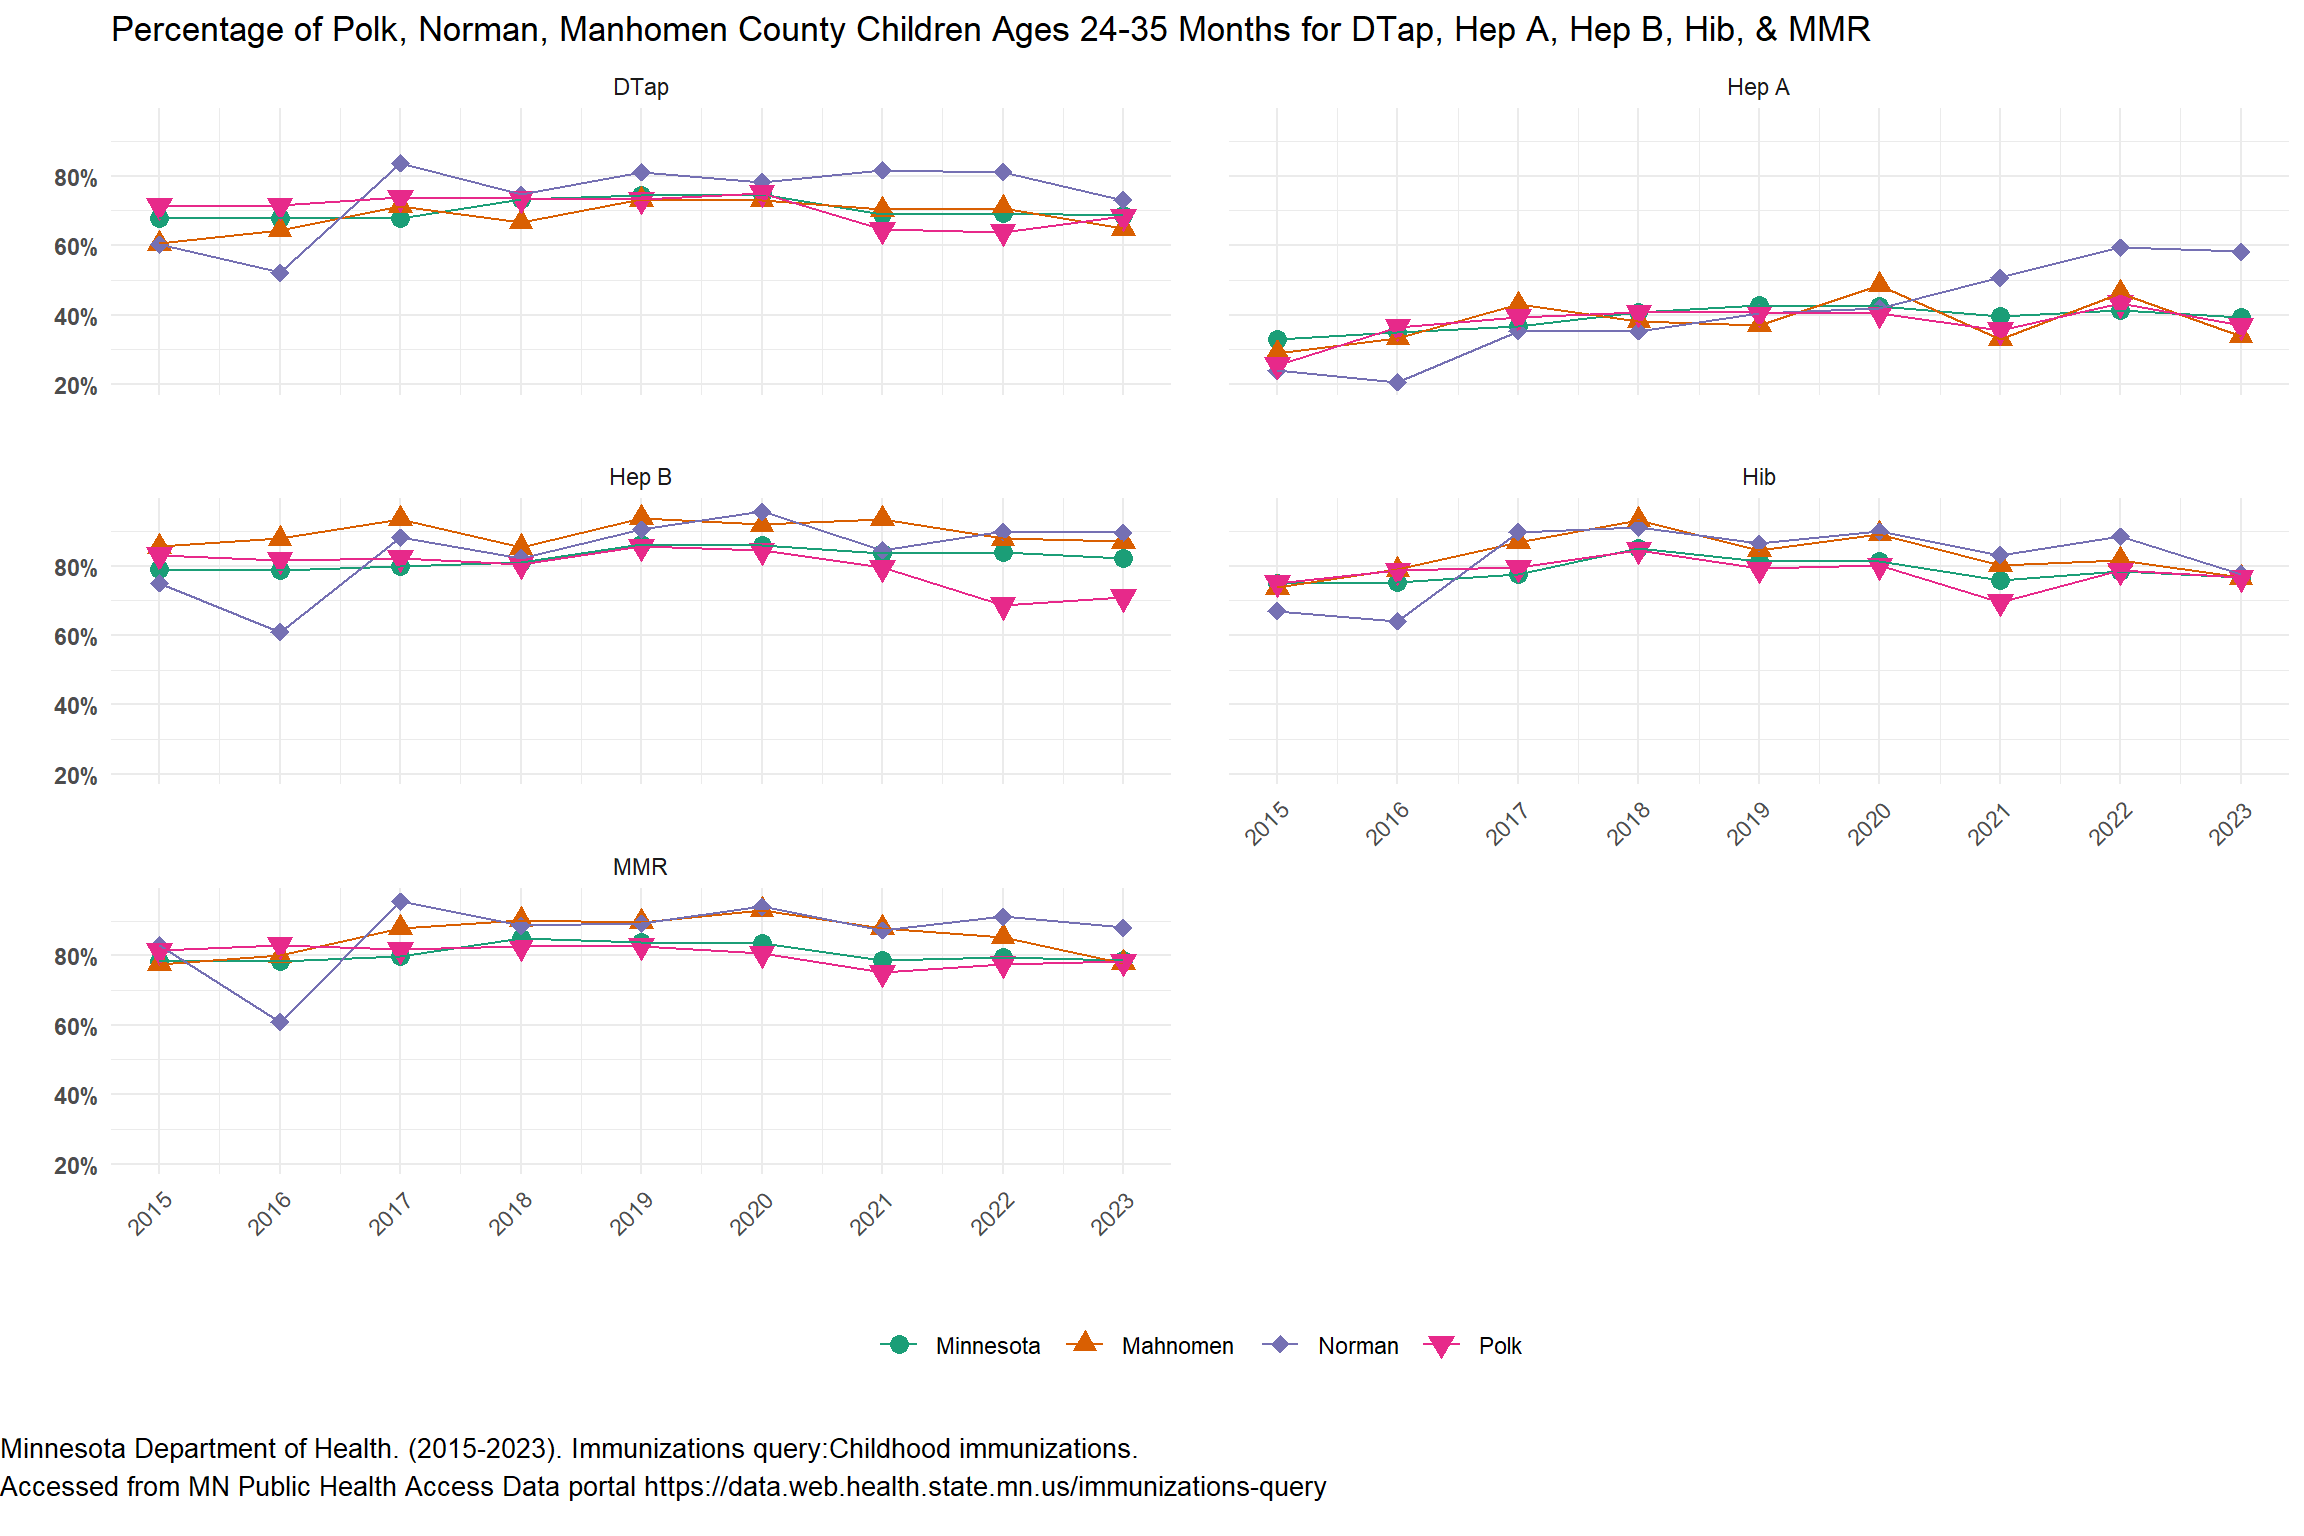 Percentage of Polk, Norman, Manhomen County Children Ages 24-35 Months for DTap, Hep A, Hep B, Hib, & MMR
DTap
Hep A
80%
60%
40%
20%
Hep B
Hib
80%
60%
40%
20%
2015 2016 2017 2018 2019 2020 2021 2022 2023
MMR
80%
60%
40%
20%
2015 2016 2017 2018 2019 2020 2021 2022 2023
Minnesota Mahnomen Norman Polk
Minnesota Department of Health. (2015-2023). Immunizations query:Childhood immunizations.
Accessed from MN Public Health Access Data portal https://data.web.health.state.mn.us/immunizations-query